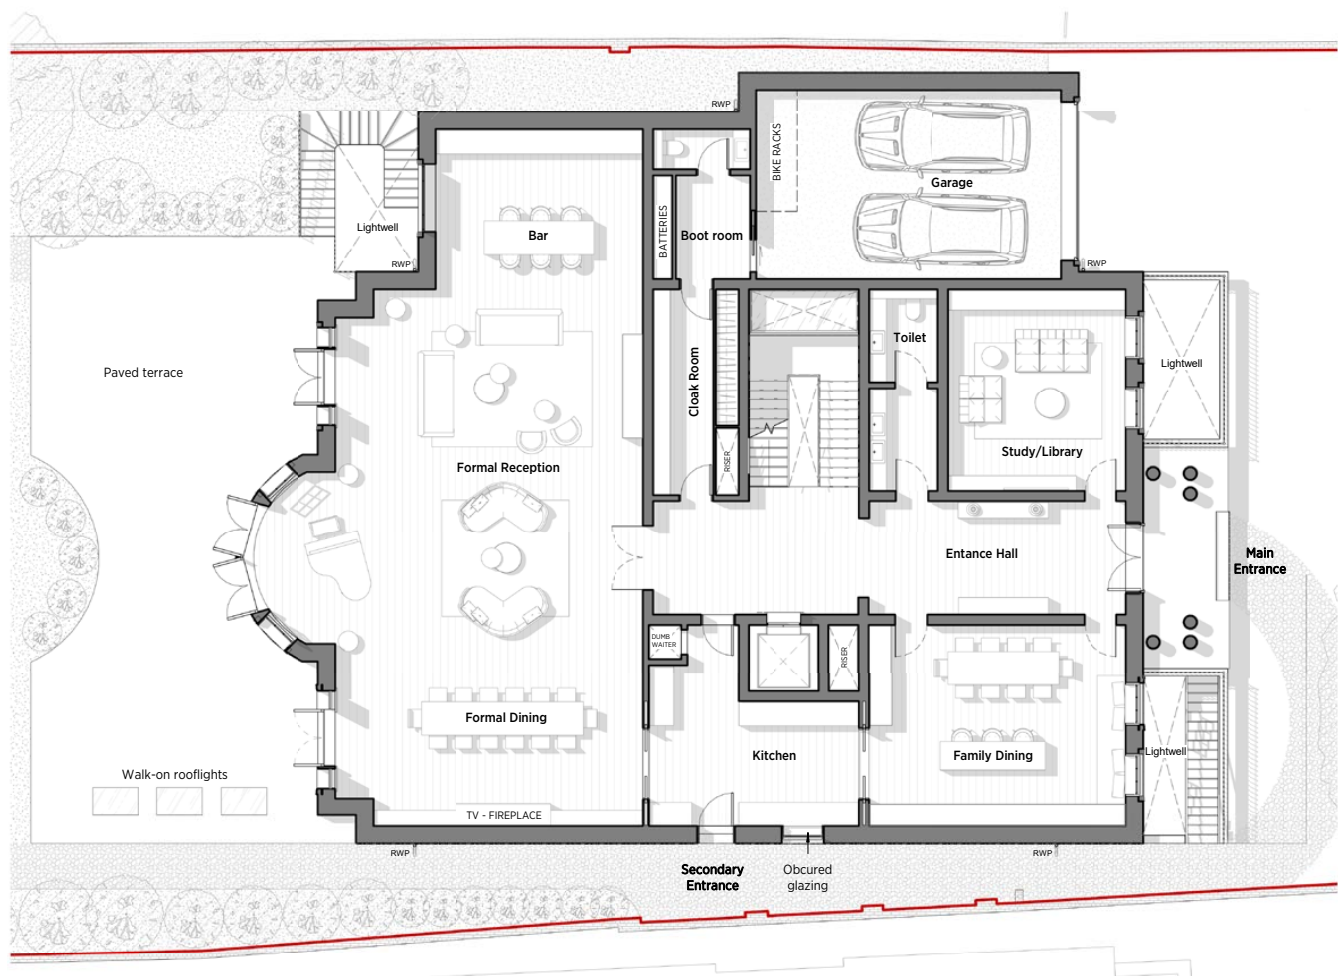 RWP
BIKE RACKS
Garage
BATTERIES
Lightwell
Bar
Boot room
RWP
RWP
Toilet
Cloak Room
Lightwell
Paved terrace
Study/Library
RISER
Formal Reception
Entance Hall
Main
Entrance
DUMB
WAITER
RISER
Formal Dining
Kitchen
Family Dining
Lightwell
Walk-on rooflights
TV - FIREPLACE
RWP
RWP
Secondary
Entrance
Obcured
glazing